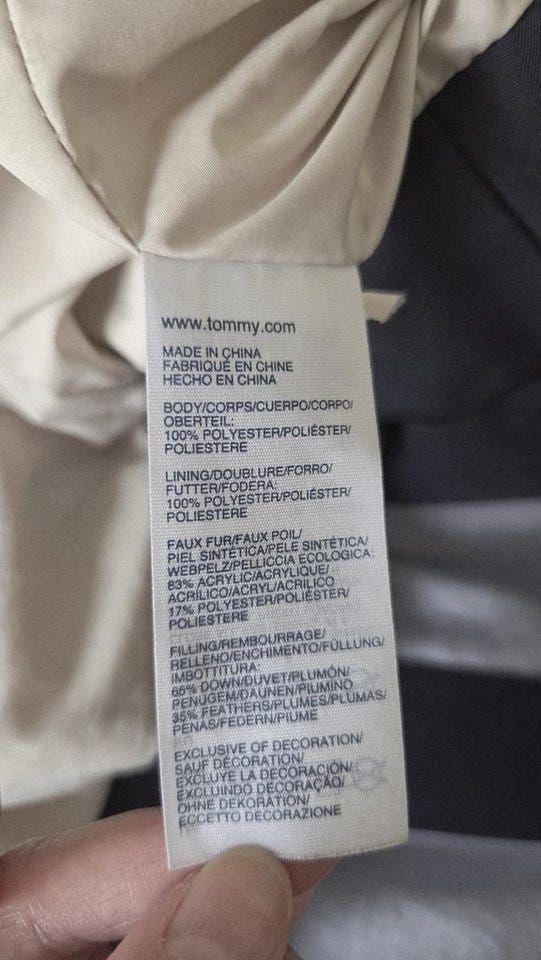 www.tommy.com
MADE IN CHINA
FABRIQUÉ EN CHINE
HECHO EN CHINA
BODY/CORPS/CUERPO/CORPO/
OBERTEIL:
100% POLYESTER/POLIÉSTER/
POLIESTERE
LINING/DOUBLURE/FORRO/
FUTTER/FODERA:
100% POLYESTER/POLIÉSTER/
POLIESTERE
FAUX FUR/FAUX POIL/
PIEL SINTÉTICA/PELE SINTÉTICA/
WEBPELZ/PELLICCIA ECOLOGICA:
83% ACRYLIC/ACRYLIQUE/
ACRÍLICO/ACRYL/ACRILICO
17% POLYESTER/POLIÉSTER/
POLIESTERE
FILLING/REMBOURRAGE/
RELLENO/ENCHIMENTO/FÜLLUNG/
IMBOTTITURA:
65% DOWN/DUVET/PLUMÓN/
PENUGEM/DAUNEN/PIUMINO
35% FEATHERS/PLUMES/PLUMAS/
PENAS/FEDERN/PIUME
EXCLUSIVE OF DECORATION/
SAUF DÉCORATION/
EXCLUYE LA DECORACIÓN/
EXCLUINDO DECORAÇÃO/
OHNE DEKORATION/
ECCETTO DECORAZIONE